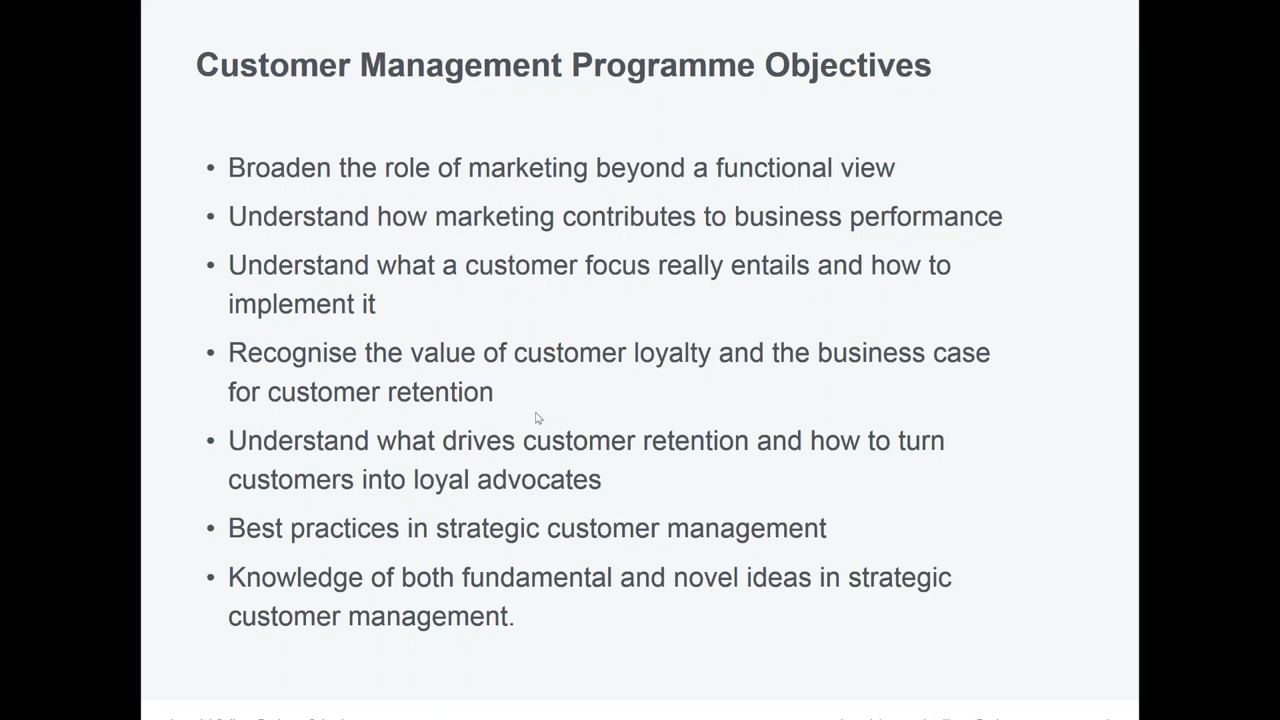 Customer Management Programme Objectives
• Broaden the role of marketing beyond a functional view
• Understand how marketing contributes to business performance
• Understand what a customer focus really entails and how to
implement it
• Recognise the value of customer loyalty and the business case
for customer retention
• Understand what drives customer retention and how to turn
customers into loyal advocates
• Best practices in strategic customer management
• Knowledge of both fundamental and novel ideas in strategic
customer management.